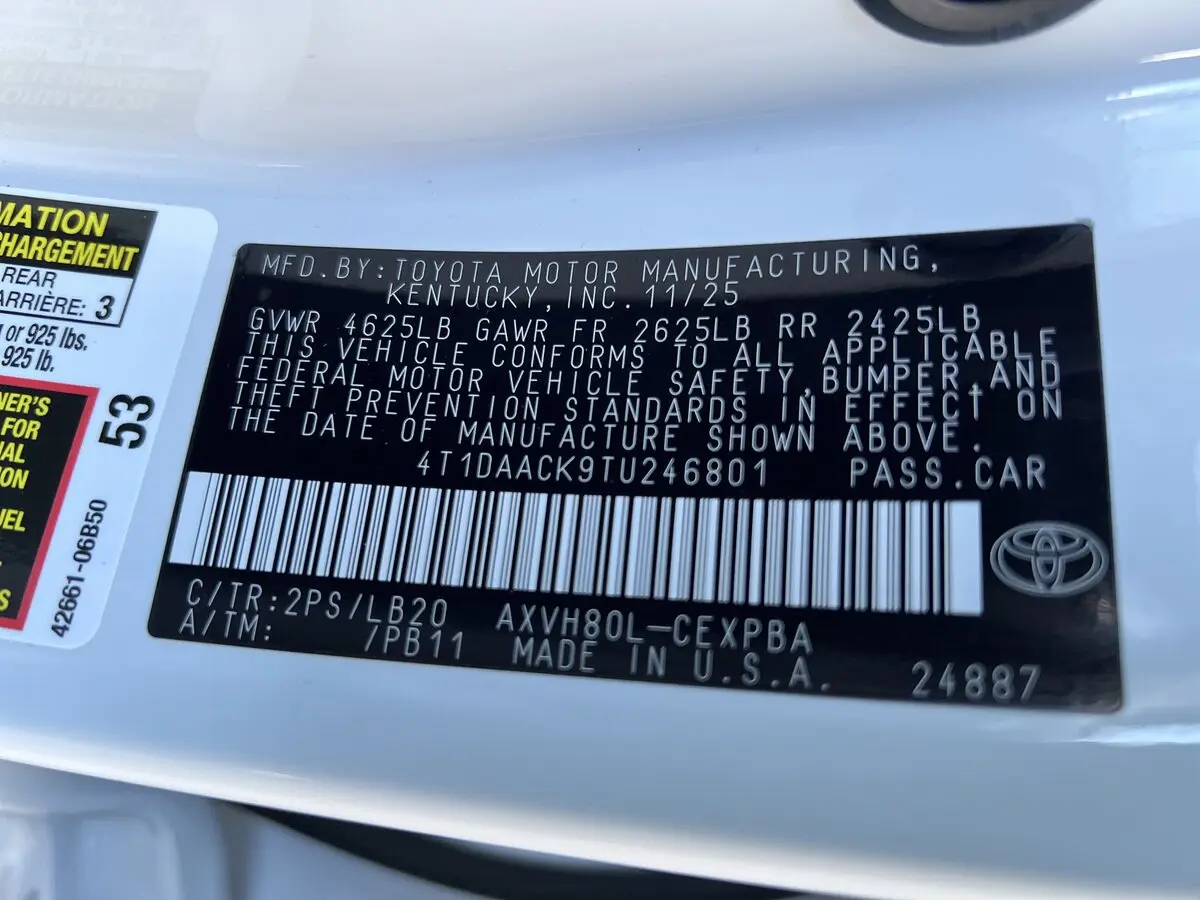 MATION
CHARGEMENT
REAR
ARRIÈRE: 3
or 925 lbs.
925 lb.
NER'S
FOR
53
42661-06B50
MFD.BY:TOYOTA MOTOR MANUFACTURING,
KENTUCKY,INC. 11/25
GVWR 4625LB GAWR FR 2625LB RR 2425LB
THIS VEHICLE CONFORMS TO ALL APPLICABLE
FEDERAL MOTOR VEHICLE SAFETY,BUMPER,AND
THEFT PREVENTION STANDARDS IN EFFECT ON
THE DATE OF MANUFACTURE SHOWN ABOVE.
4T1DAACK9TU246801 PASS.CAR
C/TR:2PS/LB20 AXVH80L-CEXPBA
A/TM: /PB11 MADE IN U.S.A. 24887